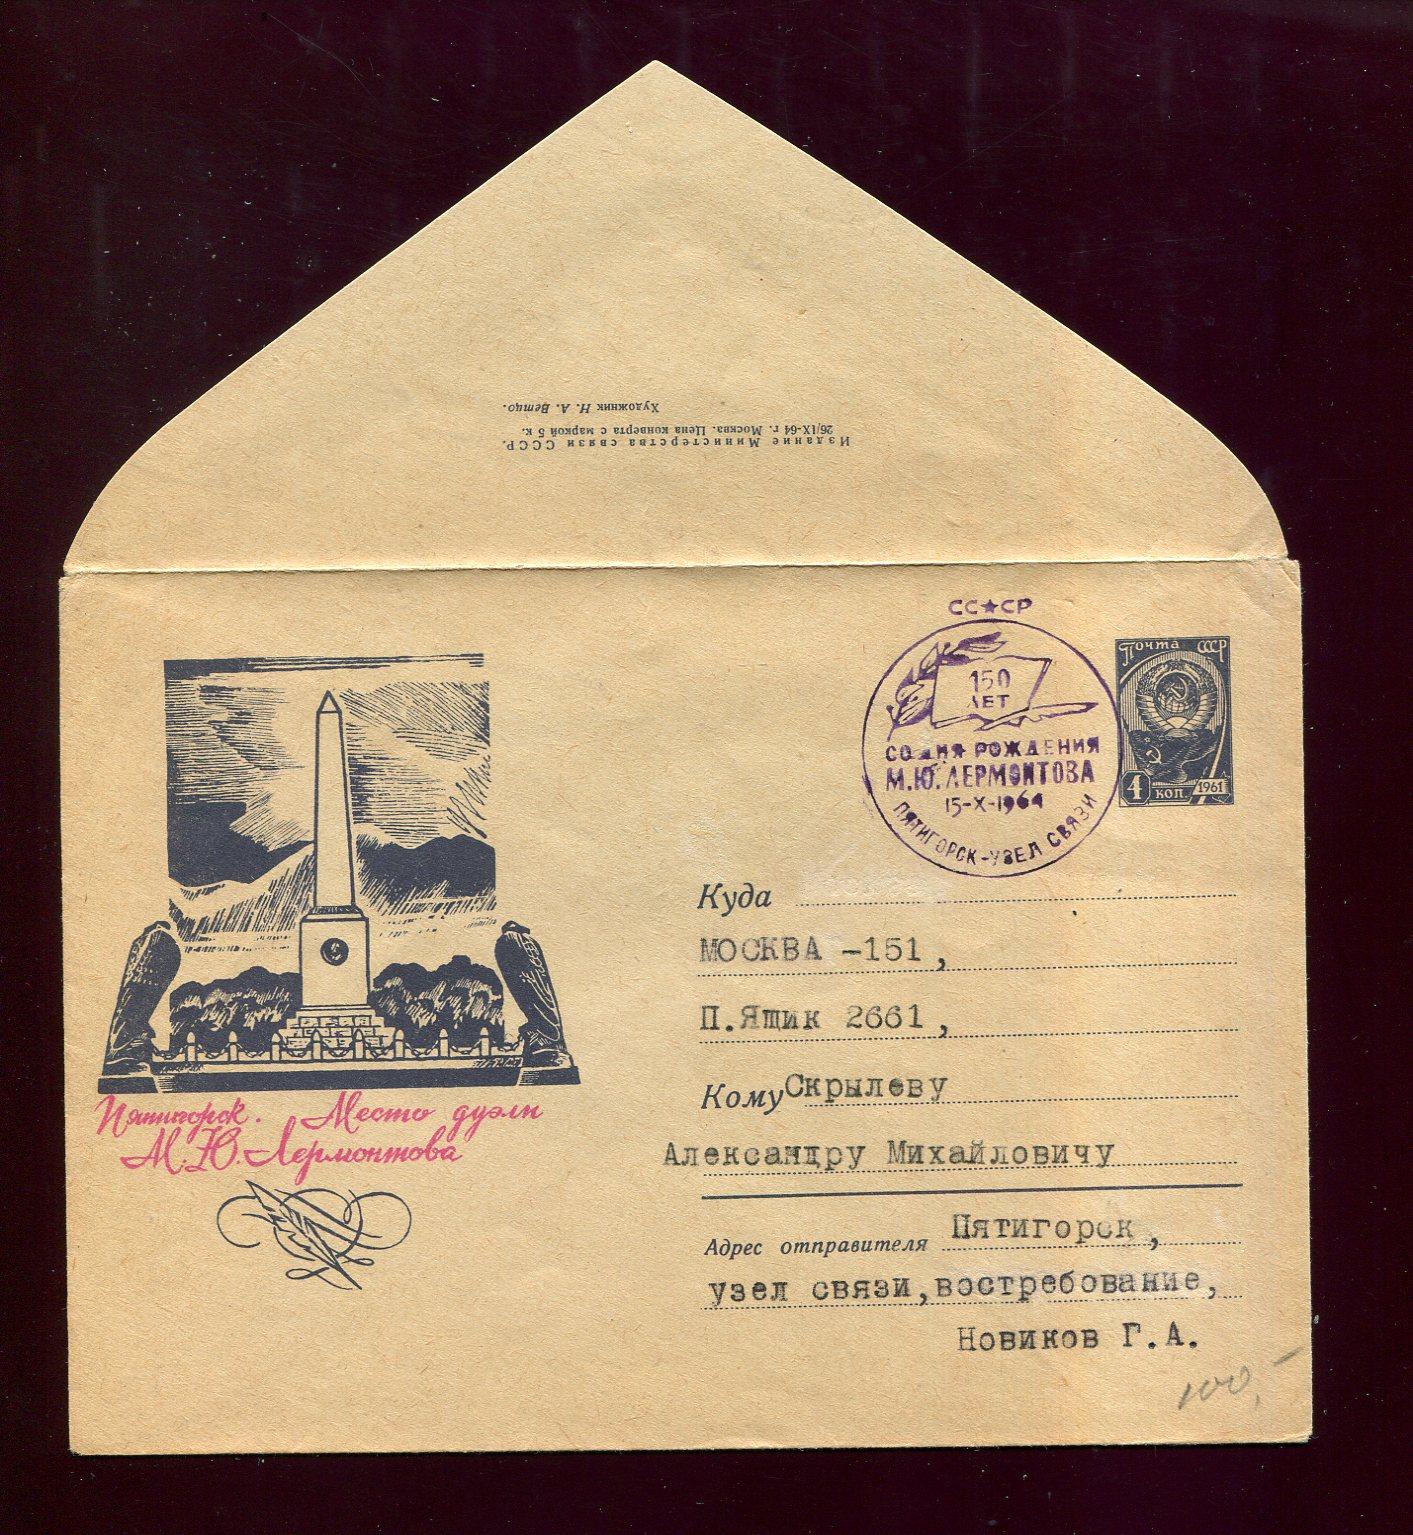 Издание Министерства связи СССР.
26/IX-64 г. Москва. Цена конверта с маркой 5 к.
Художник Н. А. Ветцо.
СС★СР
150
ЛЕТ
СО ДНЯ РОЖДЕНИЯ
М.Ю. ЛЕРМОНТОВА
15-X-1964
ПЯТИГОРСК-УЗЕЛ СВЯЗИ
Почта СССР
4 коп. 1961
Куда
МОСКВА -151,
П.Ящик 2661,
Кому Скрылеву
Александру Михайловичу
Адрес отправителя Пятигорск,
узел связи,востребование,
Новиков Г.А.
100,-
Пятигорск. Место дуэли
М.Ю. Лермонтова